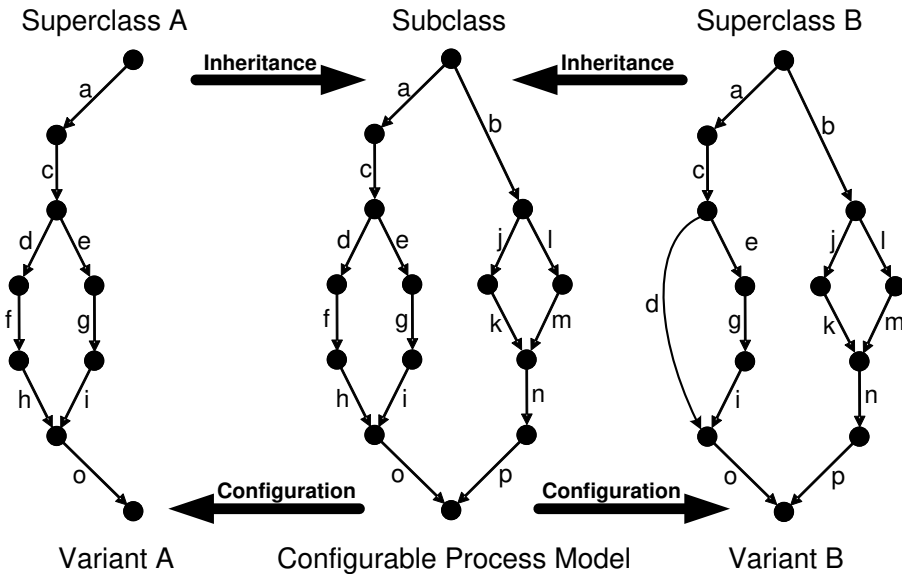 Superclass A
Subclass
Superclass B
Inheritance
Inheritance
a
a
a
b
b
c
c
c
d
e
d
e
j
l
e
j
l
d
f
g
f
g
k
m
g
k
m
h
i
h
i
n
i
n
o
o
p
o
p
Configuration
Configuration
Variant A
Configurable Process Model
Variant B